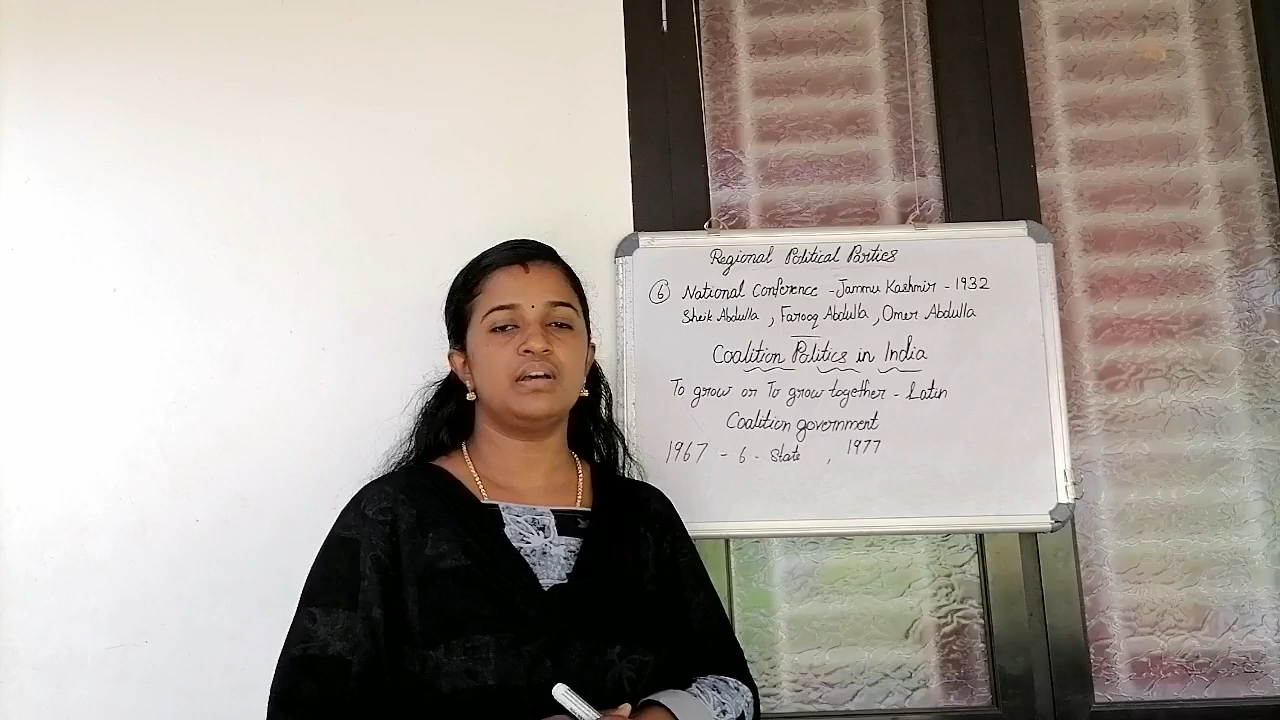 Regional Political Parties
⑥ National Conference - Jammu Kashmir - 1932
Sheik Abdulla , Farooq Abdulla , Omer Abdulla
Coalition Politics in India
To grow or To grow together - Latin
Coalition government
1967 - 6 - State , 1977